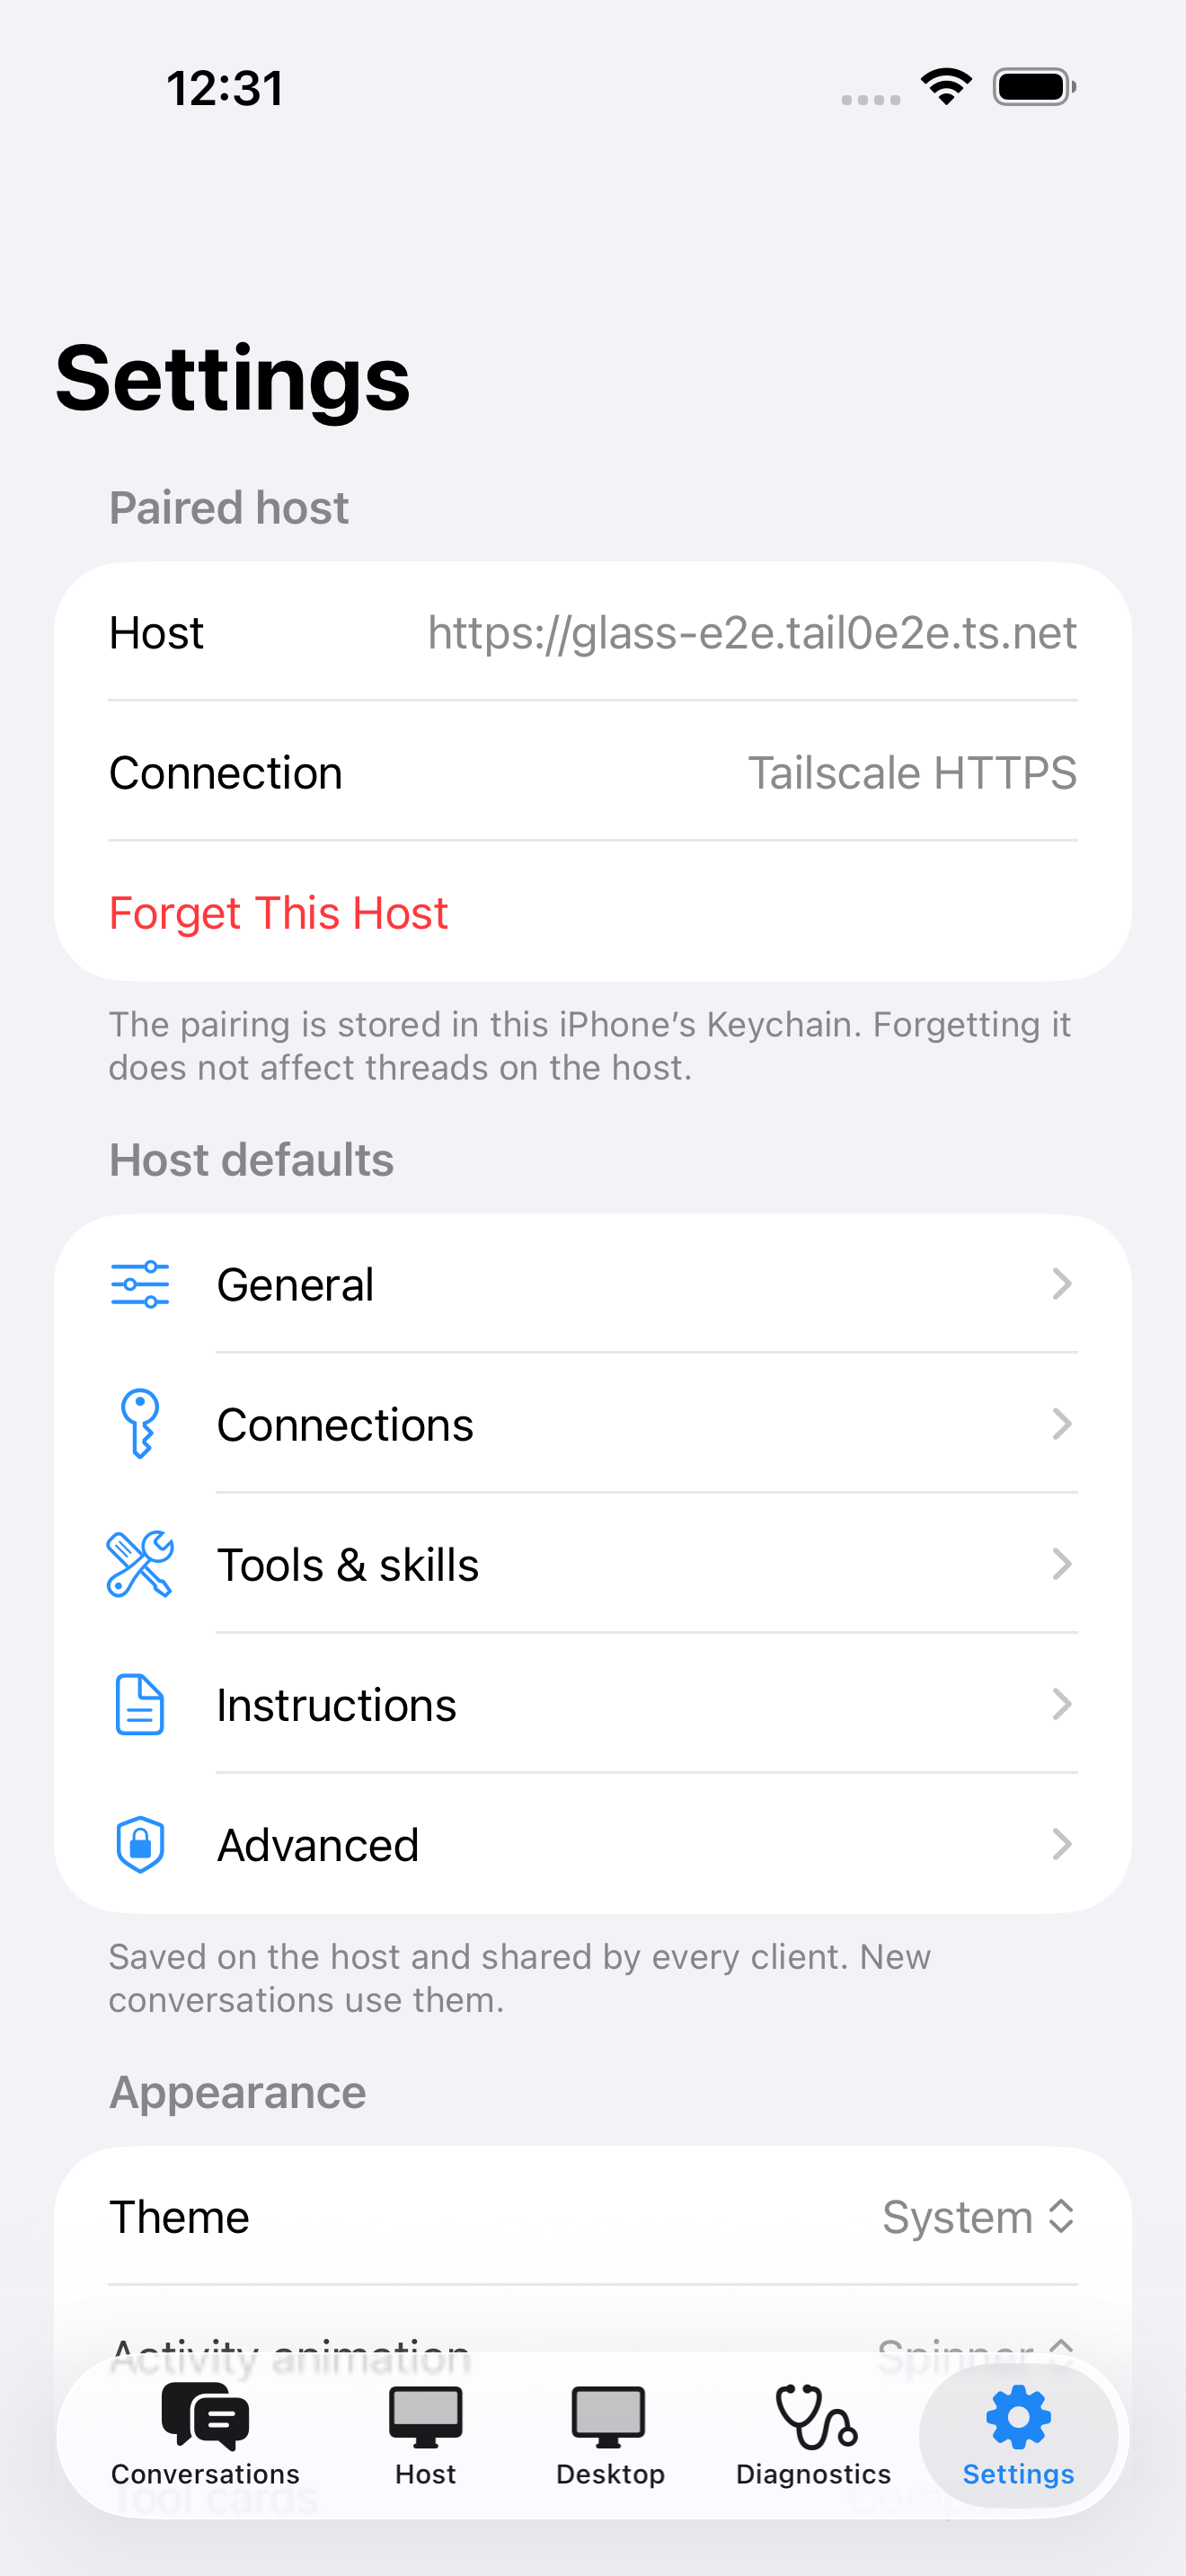 12:31
Settings
Paired host
Host https://glass-e2e.tail0e2e.ts.net
Connection Tailscale HTTPS
Forget This Host
The pairing is stored in this iPhone’s Keychain. Forgetting it
does not affect threads on the host.
Host defaults
General
Connections
Tools & skills
Instructions
Advanced
Saved on the host and shared by every client. New
conversations use them.
Appearance
Theme System
Activity animation Spinner
Conversations Host Desktop Diagnostics Settings
Tool cards